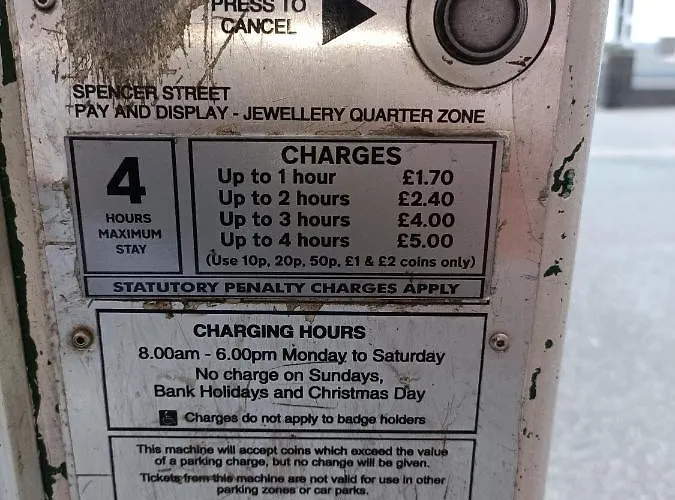 PRESS TO
CANCEL
SPENCER STREET
PAY AND DISPLAY - JEWELLERY QUARTER ZONE
4
HOURS
MAXIMUM
STAY
CHARGES
Up to 1 hour £1.70
Up to 2 hours £2.40
Up to 3 hours £4.00
Up to 4 hours £5.00
(Use 10p, 20p, 50p, £1 & £2 coins only)
STATUTORY PENALTY CHARGES APPLY
CHARGING HOURS
8.00am - 6.00pm Monday to Saturday
No charge on Sundays,
Bank Holidays and Christmas Day
Charges do not apply to badge holders
This machine will accept coins which exceed the value
of a parking charge, but no change will be given.
Tickets from this machine are not valid for use in other
parking zones or car parks.